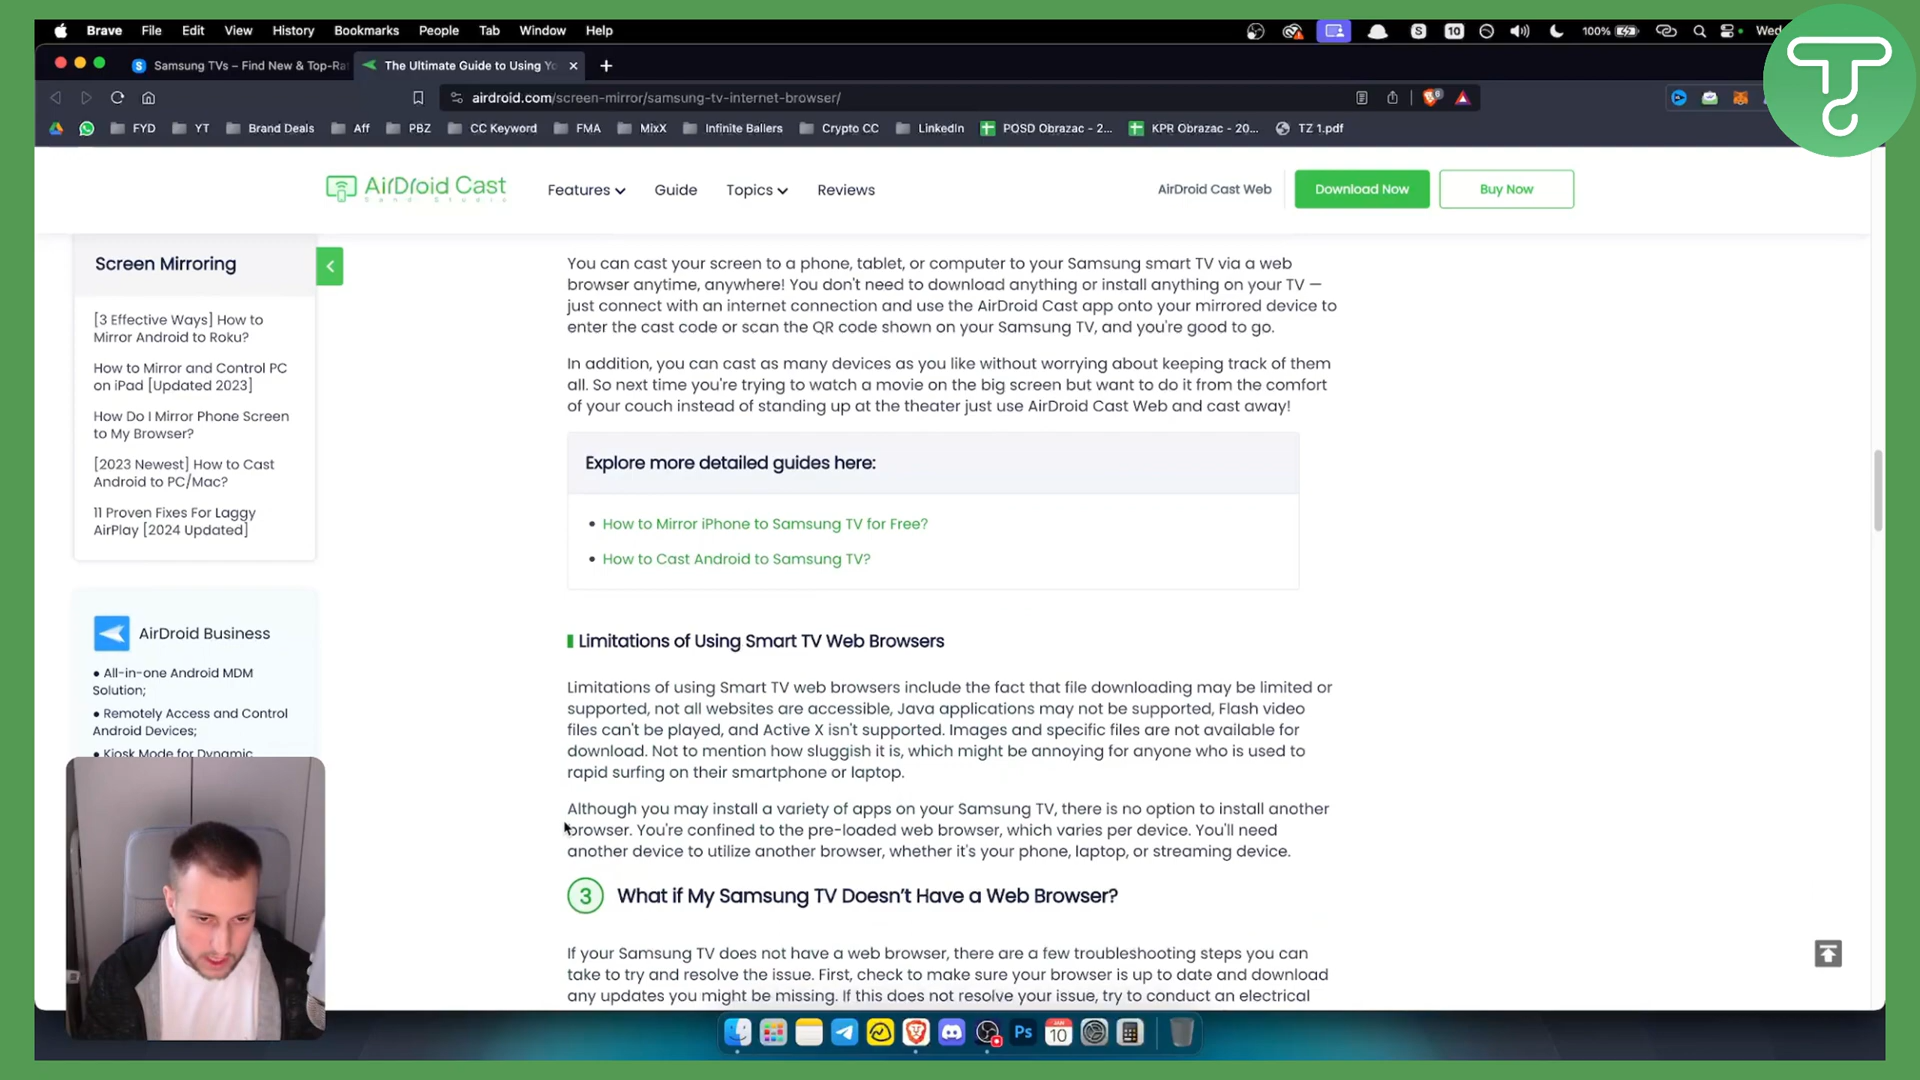 Brave File Edit View History Bookmarks People Tab Window Help
10 100% Wed
Samsung TVs – Find New & Top-Ra
The Ultimate Guide to Using Yo
airdroid.com/screen-mirror/samsung-tv-internet-browser/
FYD YT Brand Deals Aff PBZ CC Keyword FMA MixX Infinite Ballers Crypto CC LinkedIn POSD Obrazac - 2... KPR Obrazac - 20... TZ 1.pdf
AirDroid Cast
Sand Studio
Features Guide Topics Reviews
AirDroid Cast Web Download Now Buy Now
Screen Mirroring
[3 Effective Ways] How to
Mirror Android to Roku?
How to Mirror and Control PC
on iPad [Updated 2023]
How Do I Mirror Phone Screen
to My Browser?
[2023 Newest] How to Cast
Android to PC/Mac?
11 Proven Fixes For Laggy
AirPlay [2024 Updated]
AirDroid Business
• All-in-one Android MDM
Solution;
• Remotely Access and Control
Android Devices;
• Kiosk Mode for Dynamic
You can cast your screen to a phone, tablet, or computer to your Samsung smart TV via a web
browser anytime, anywhere! You don't need to download anything or install anything on your TV —
just connect with an internet connection and use the AirDroid Cast app onto your mirrored device to
enter the cast code or scan the QR code shown on your Samsung TV, and you're good to go.
In addition, you can cast as many devices as you like without worrying about keeping track of them
all. So next time you're trying to watch a movie on the big screen but want to do it from the comfort
of your couch instead of standing up at the theater just use AirDroid Cast Web and cast away!
Explore more detailed guides here:
• How to Mirror iPhone to Samsung TV for Free?
• How to Cast Android to Samsung TV?
Limitations of Using Smart TV Web Browsers
Limitations of using Smart TV web browsers include the fact that file downloading may be limited or
supported, not all websites are accessible, Java applications may not be supported, Flash video
files can't be played, and Active X isn't supported. Images and specific files are not available for
download. Not to mention how sluggish it is, which might be annoying for anyone who is used to
rapid surfing on their smartphone or laptop.
Although you may install a variety of apps on your Samsung TV, there is no option to install another
browser. You're confined to the pre-loaded web browser, which varies per device. You'll need
another device to utilize another browser, whether it's your phone, laptop, or streaming device.
3 What if My Samsung TV Doesn't Have a Web Browser?
If your Samsung TV does not have a web browser, there are a few troubleshooting steps you can
take to try and resolve the issue. First, check to make sure your browser is up to date and download
any updates you might be missing. If this does not resolve your issue, try to conduct an electrical
Ps JAN 10